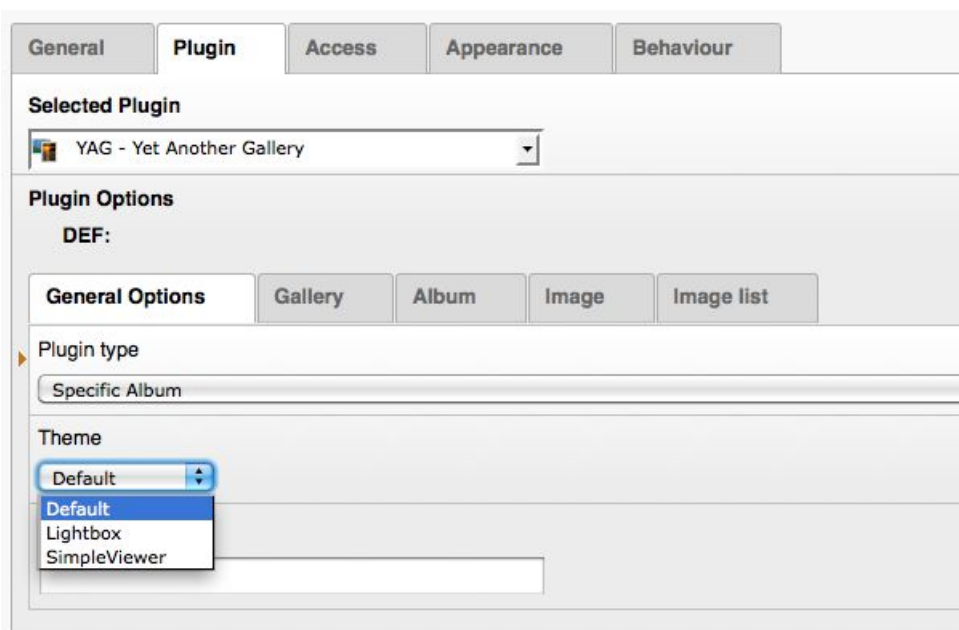 General Plugin Access Appearance Behaviour
Selected Plugin
YAG - Yet Another Gallery
Plugin Options
DEF:
General Options Gallery Album Image Image list
Plugin type
Specific Album
Theme
Default
Default
Lightbox
SimpleViewer